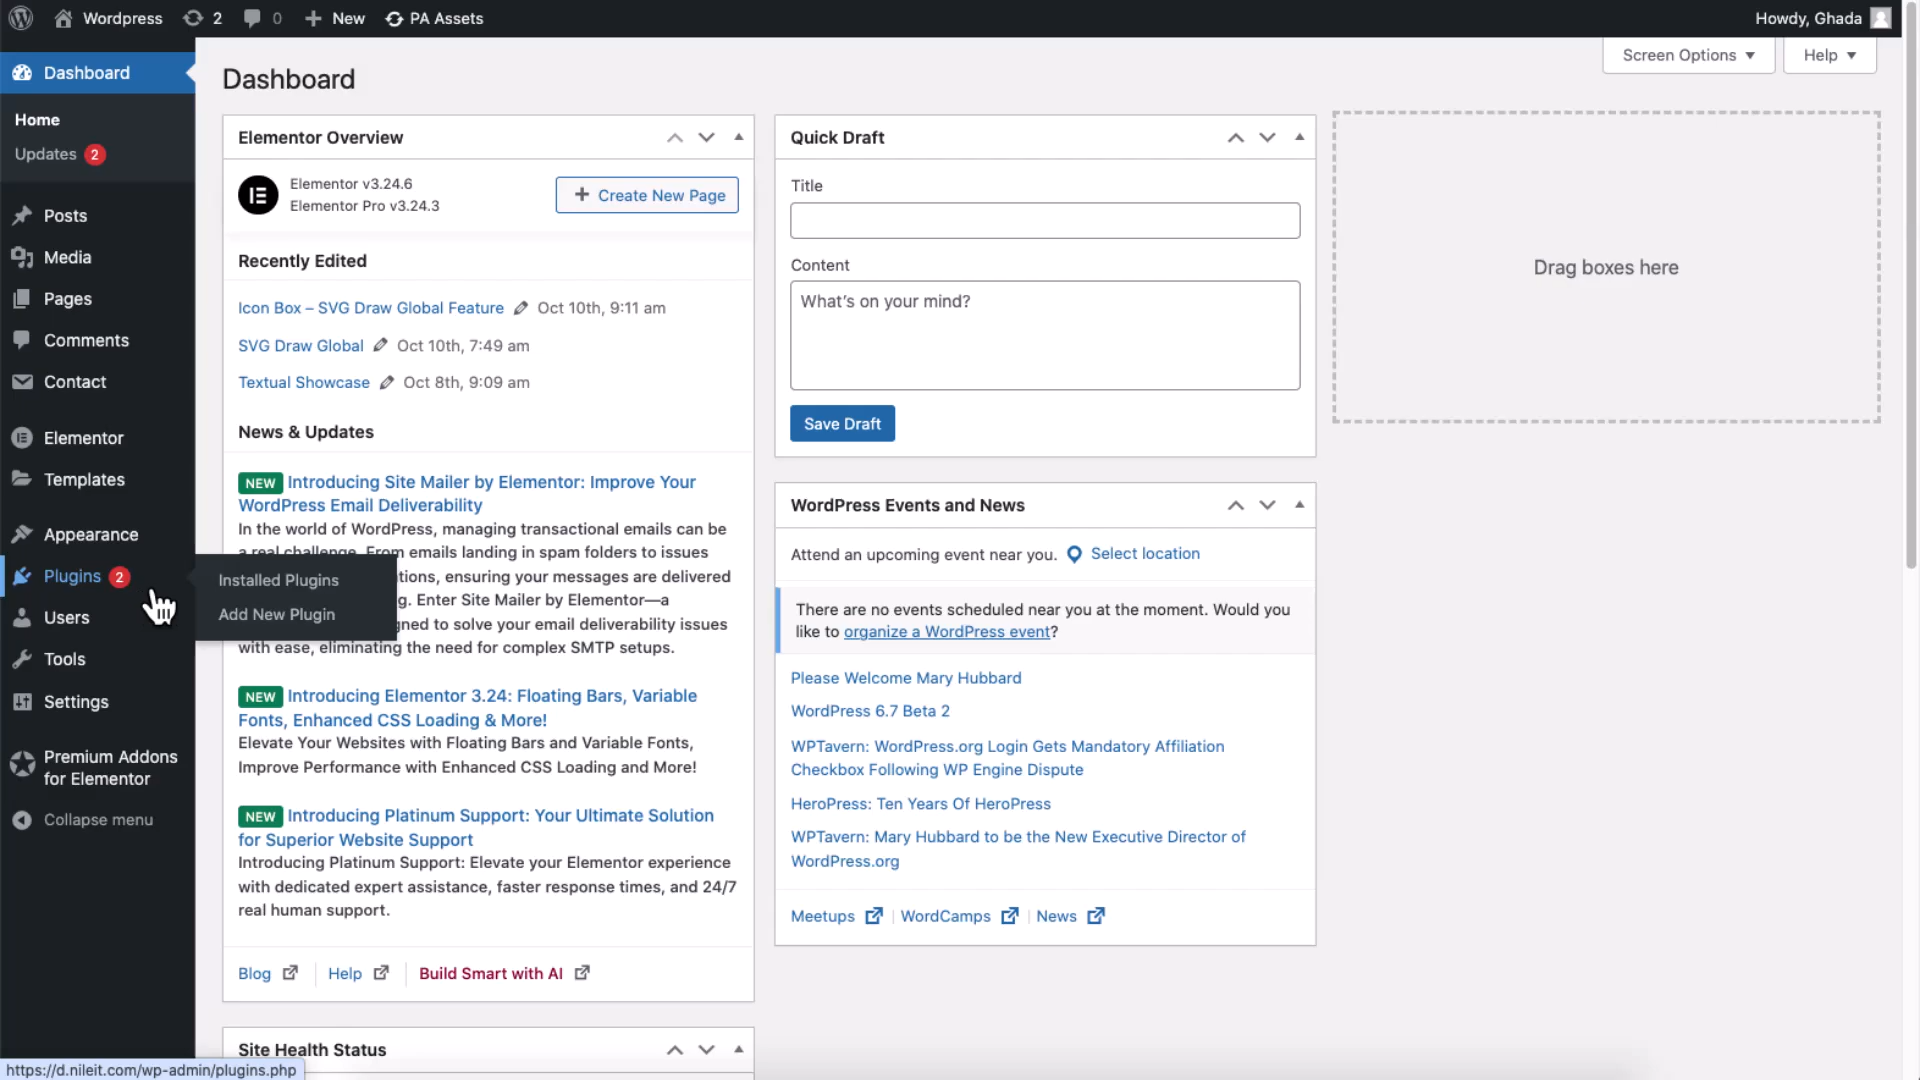 Wordpress 2 0 New PA Assets Howdy, Ghada
Screen Options Help
Dashboard
Home
Updates 2
Posts
Media
Pages
Comments
Contact
Elementor
Templates
Appearance
Plugins 2
Users
Tools
Settings
Premium Addons
for Elementor
Collapse menu
Installed Plugins
Add New Plugin
Dashboard
Elementor Overview
Elementor v3.24.6
Elementor Pro v3.24.3
Create New Page
Recently Edited
Icon Box – SVG Draw Global Feature Oct 10th, 9:11 am
SVG Draw Global Oct 10th, 7:49 am
Textual Showcase Oct 8th, 9:09 am
News & Updates
NEW Introducing Site Mailer by Elementor: Improve Your
WordPress Email Deliverability
In the world of WordPress, managing transactional emails can be
a real challenge. From emails landing in spam folders to issues
tions, ensuring your messages are delivered
g. Enter Site Mailer by Elementor—a
gned to solve your email deliverability issues
with ease, eliminating the need for complex SMTP setups.
NEW Introducing Elementor 3.24: Floating Bars, Variable
Fonts, Enhanced CSS Loading & More!
Elevate Your Websites with Floating Bars and Variable Fonts,
Improve Performance with Enhanced CSS Loading and More!
NEW Introducing Platinum Support: Your Ultimate Solution
for Superior Website Support
Introducing Platinum Support: Elevate your Elementor experience
with dedicated expert assistance, faster response times, and 24/7
real human support.
Blog Help Build Smart with AI
Site Health Status
Quick Draft
Title
Content
What's on your mind?
Save Draft
WordPress Events and News
Attend an upcoming event near you. Select location
There are no events scheduled near you at the moment. Would you
like to organize a WordPress event?
Please Welcome Mary Hubbard
WordPress 6.7 Beta 2
WPTavern: WordPress.org Login Gets Mandatory Affiliation
Checkbox Following WP Engine Dispute
HeroPress: Ten Years Of HeroPress
WPTavern: Mary Hubbard to be the New Executive Director of
WordPress.org
Meetups WordCamps News
Drag boxes here
https://d.nileit.com/wp-admin/plugins.php